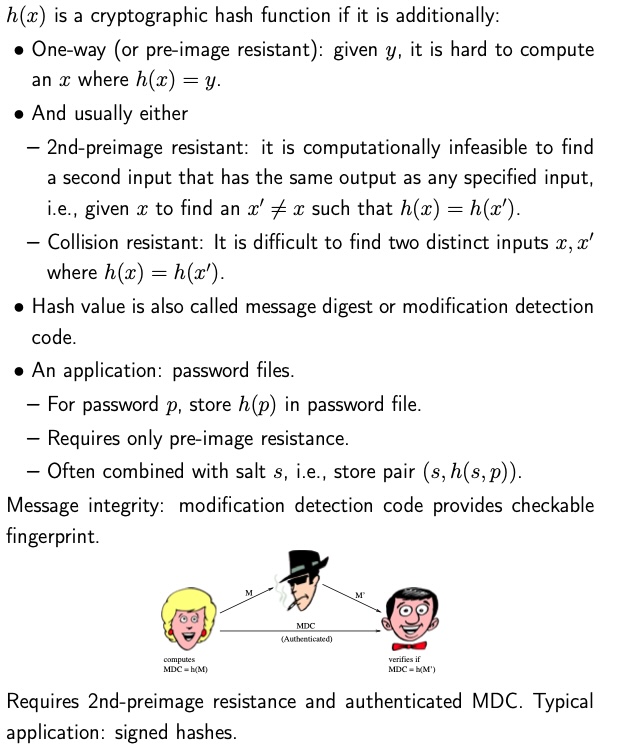 h(x) is a cryptographic hash function if it is additionally:
• One-way (or pre-image resistant): given y, it is hard to compute
an x where h(x) = y.
• And usually either
– 2nd-preimage resistant: it is computationally infeasible to find
a second input that has the same output as any specified input,
i.e., given x to find an x′ ≠ x such that h(x) = h(x′).
– Collision resistant: It is difficult to find two distinct inputs x, x′
where h(x) = h(x′).
• Hash value is also called message digest or modification detection
code.
• An application: password files.
– For password p, store h(p) in password file.
– Requires only pre-image resistance.
– Often combined with salt s, i.e., store pair (s, h(s, p)).
Message integrity: modification detection code provides checkable
fingerprint.
M
M'
MDC
(Authenticated)
computes
MDC = h(M)
verifies if
MDC = h(M')
Requires 2nd-preimage resistance and authenticated MDC. Typical
application: signed hashes.